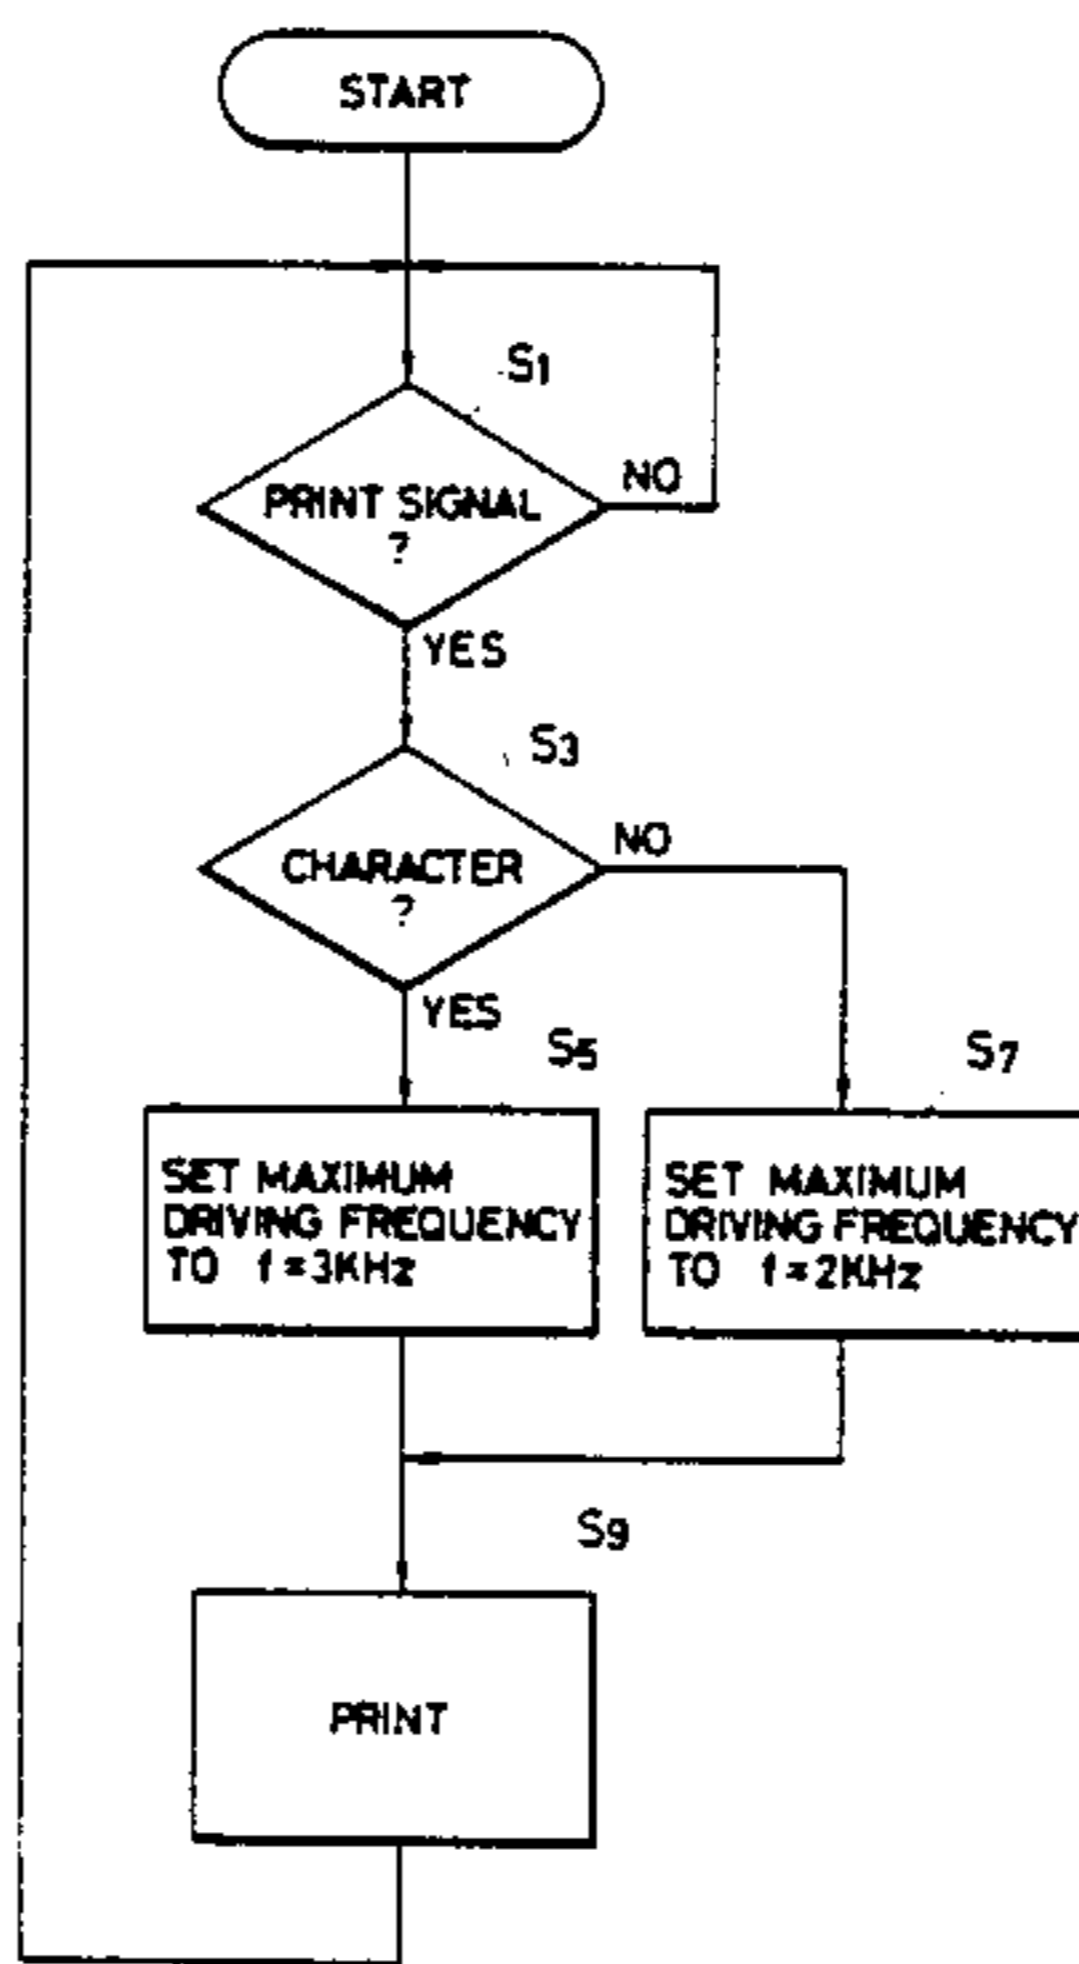 START
S1
PRINT SIGNAL
?
NO
YES
S3
CHARACTER
?
NO
YES
S5
SET MAXIMUM
DRIVING FREQUENCY
TO f=3KHz
S7
SET MAXIMUM
DRIVING FREQUENCY
TO f=2KHz
S9
PRINT